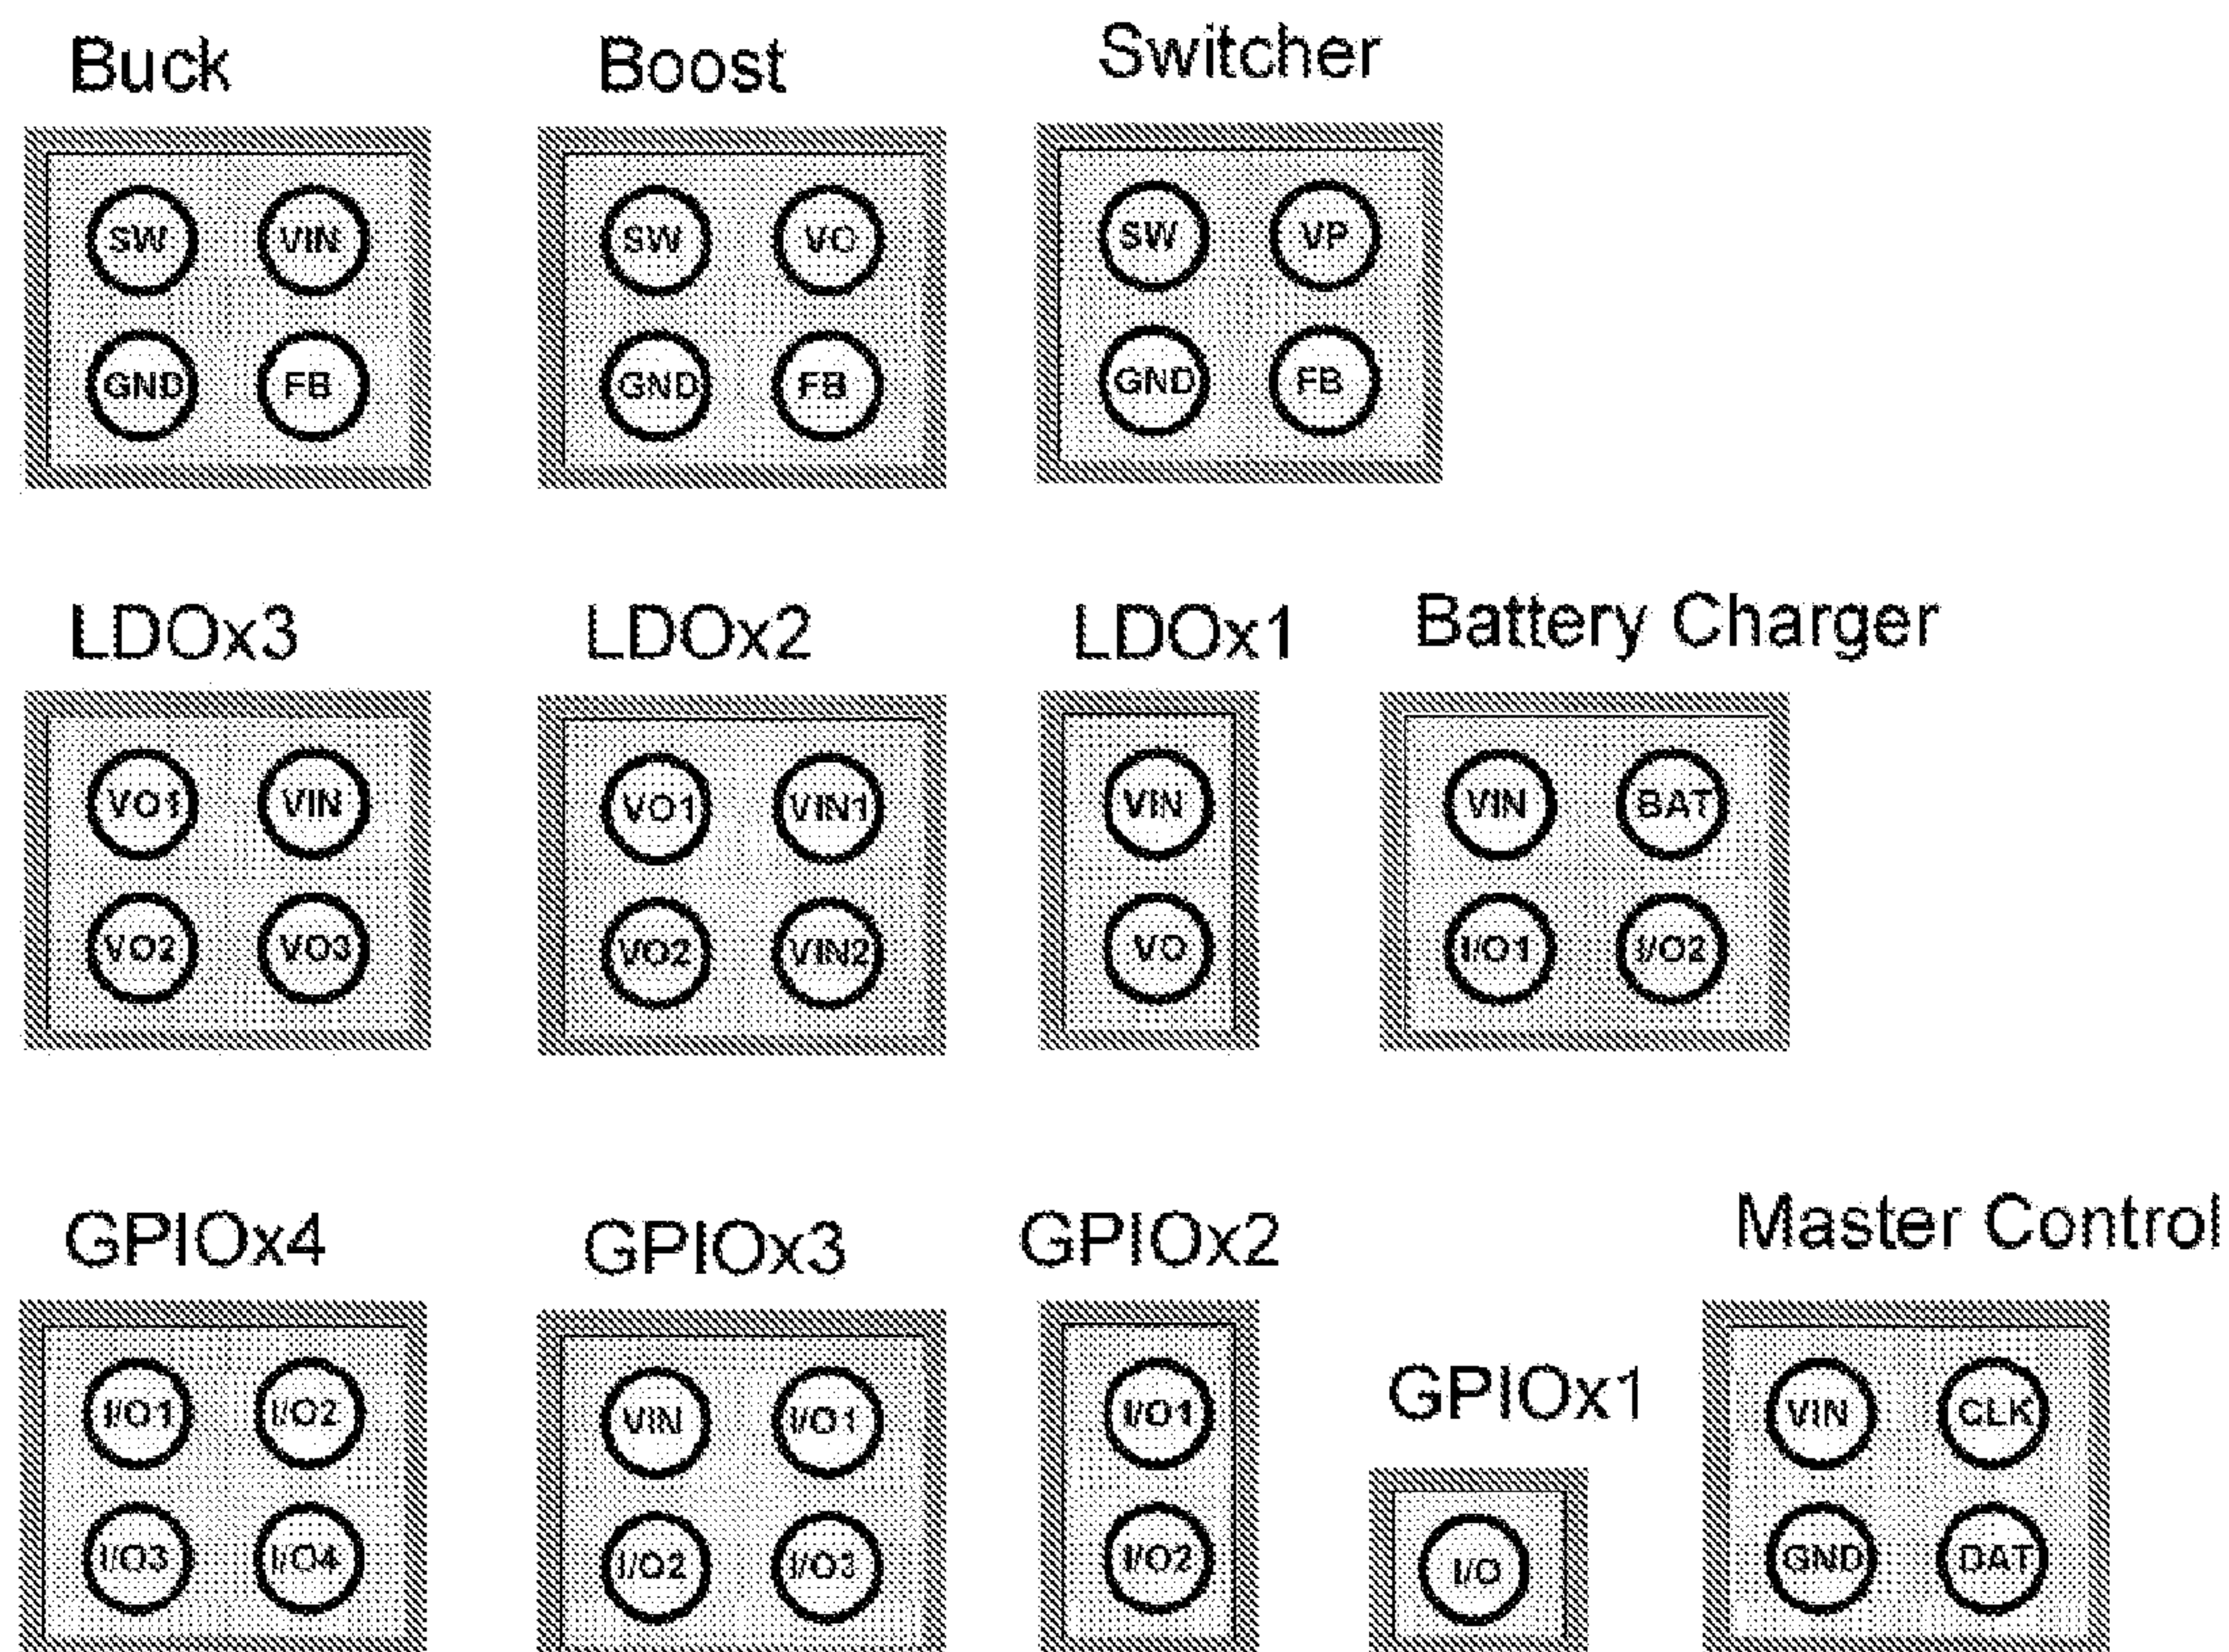 Buck Boost Switcher
SW VIN SW VO SW VP
GND FB GND FB GND FB
LDOx3 LDOx2 LDOx1 Battery Charger
VO1 VIN VO1 VIN1 VIN VIN BAT
VO2 VO3 VO2 VIN2 VO I/O1 I/O2
GPIOx4 GPIOx3 GPIOx2 Master Control
GPIOx1
I/O1 I/O2 VIN I/O1 I/O1 VIN CLK
I/O3 I/O4 I/O2 I/O3 I/O2 I/O GND DAT